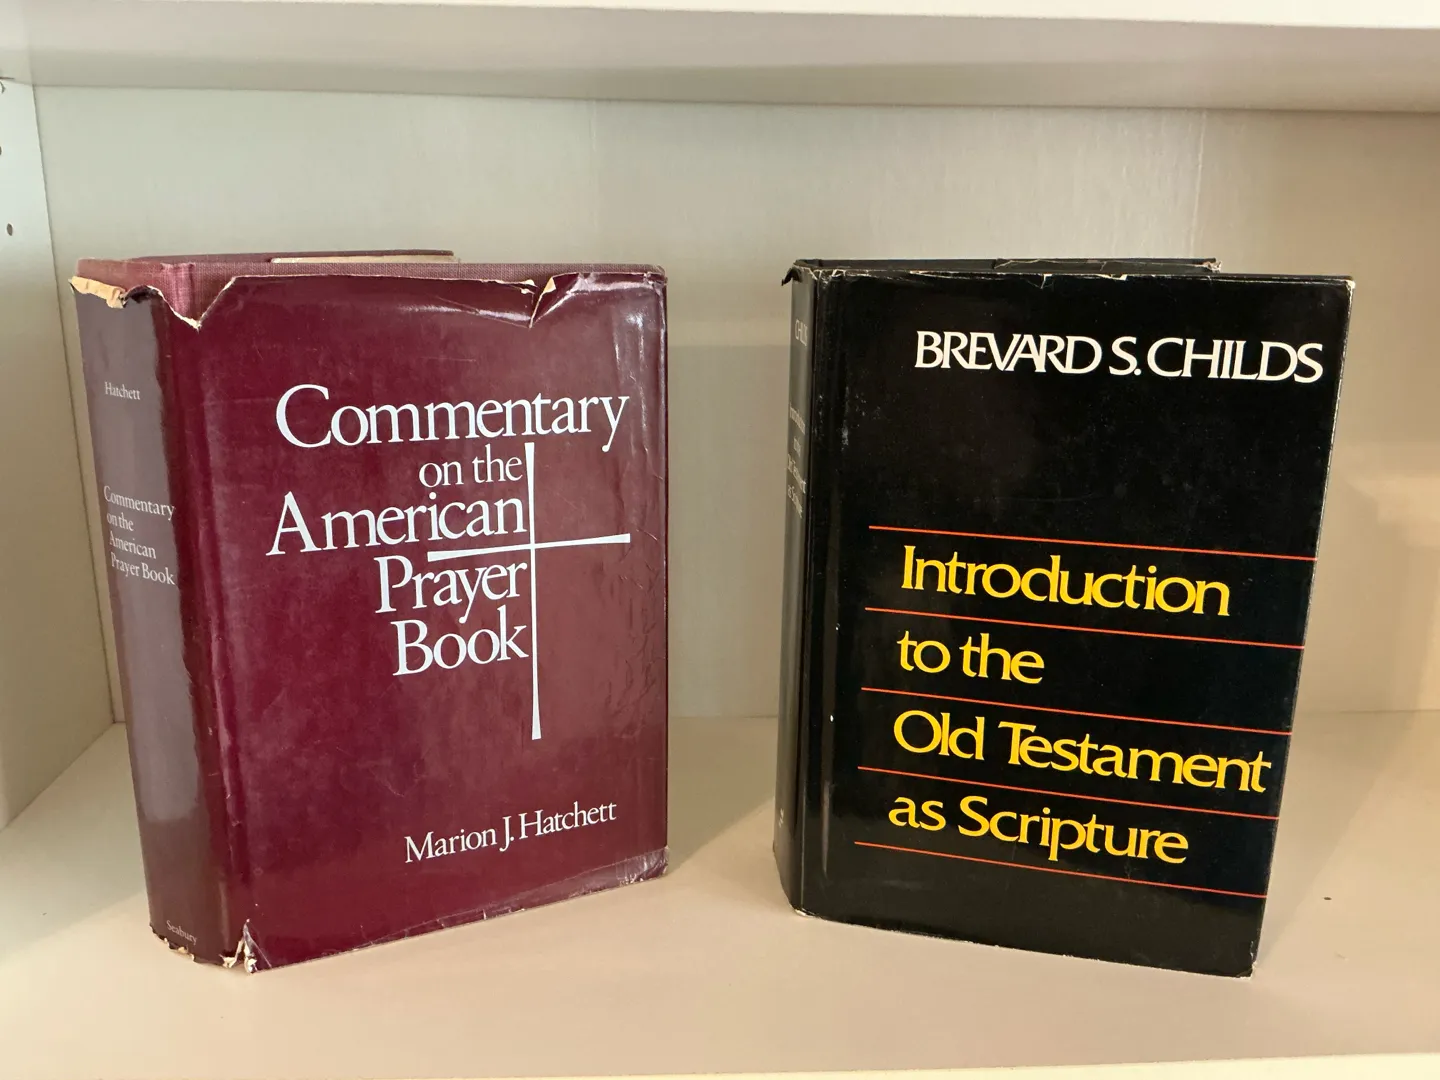 Hatchett
Commentary
on the
American
Prayer Book
Seabury
Commentary
on the
American
Prayer
Book
Marion J. Hatchett
BREVARD S. CHILDS
Introduction
to the
Old Testament
as Scripture